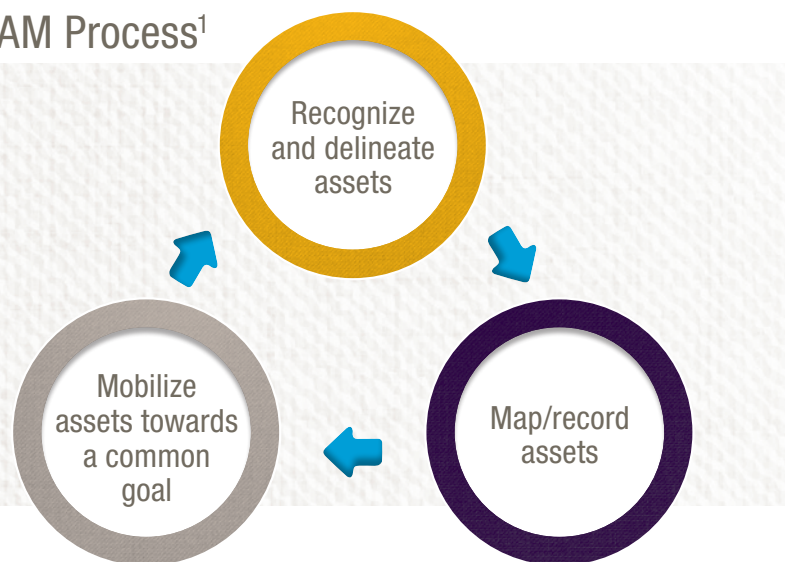 AM Process¹
Recognize
and delineate
assets
Map/record
assets
Mobilize
assets towards
a common
goal